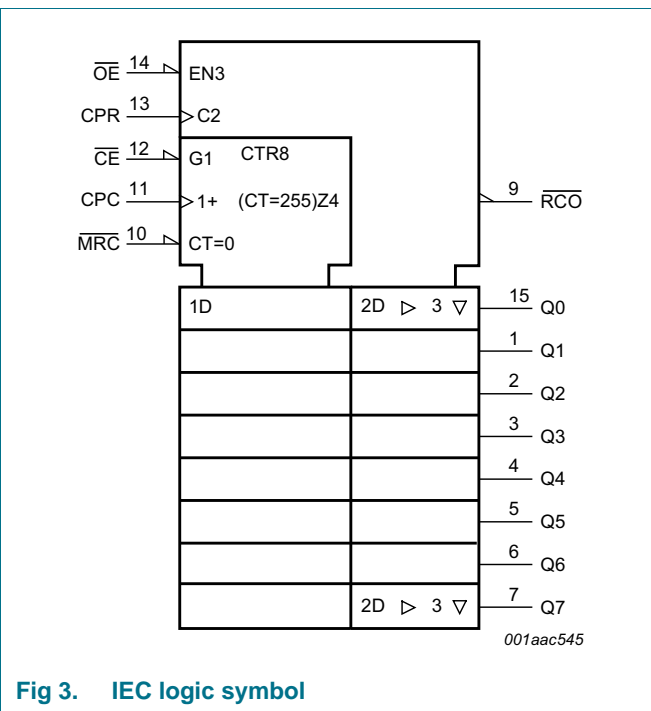 OE 14 EN3
CPR 13 C2
CE 12 G1 CTR8
CPC 11 1+ (CT=255)Z4 9 RCO
MRC 10 CT=0
1D 2D 3 15 Q0
1 Q1
2 Q2
3 Q3
4 Q4
5 Q5
6 Q6
2D 3 7 Q7
001aac545
Fig 3. IEC logic symbol